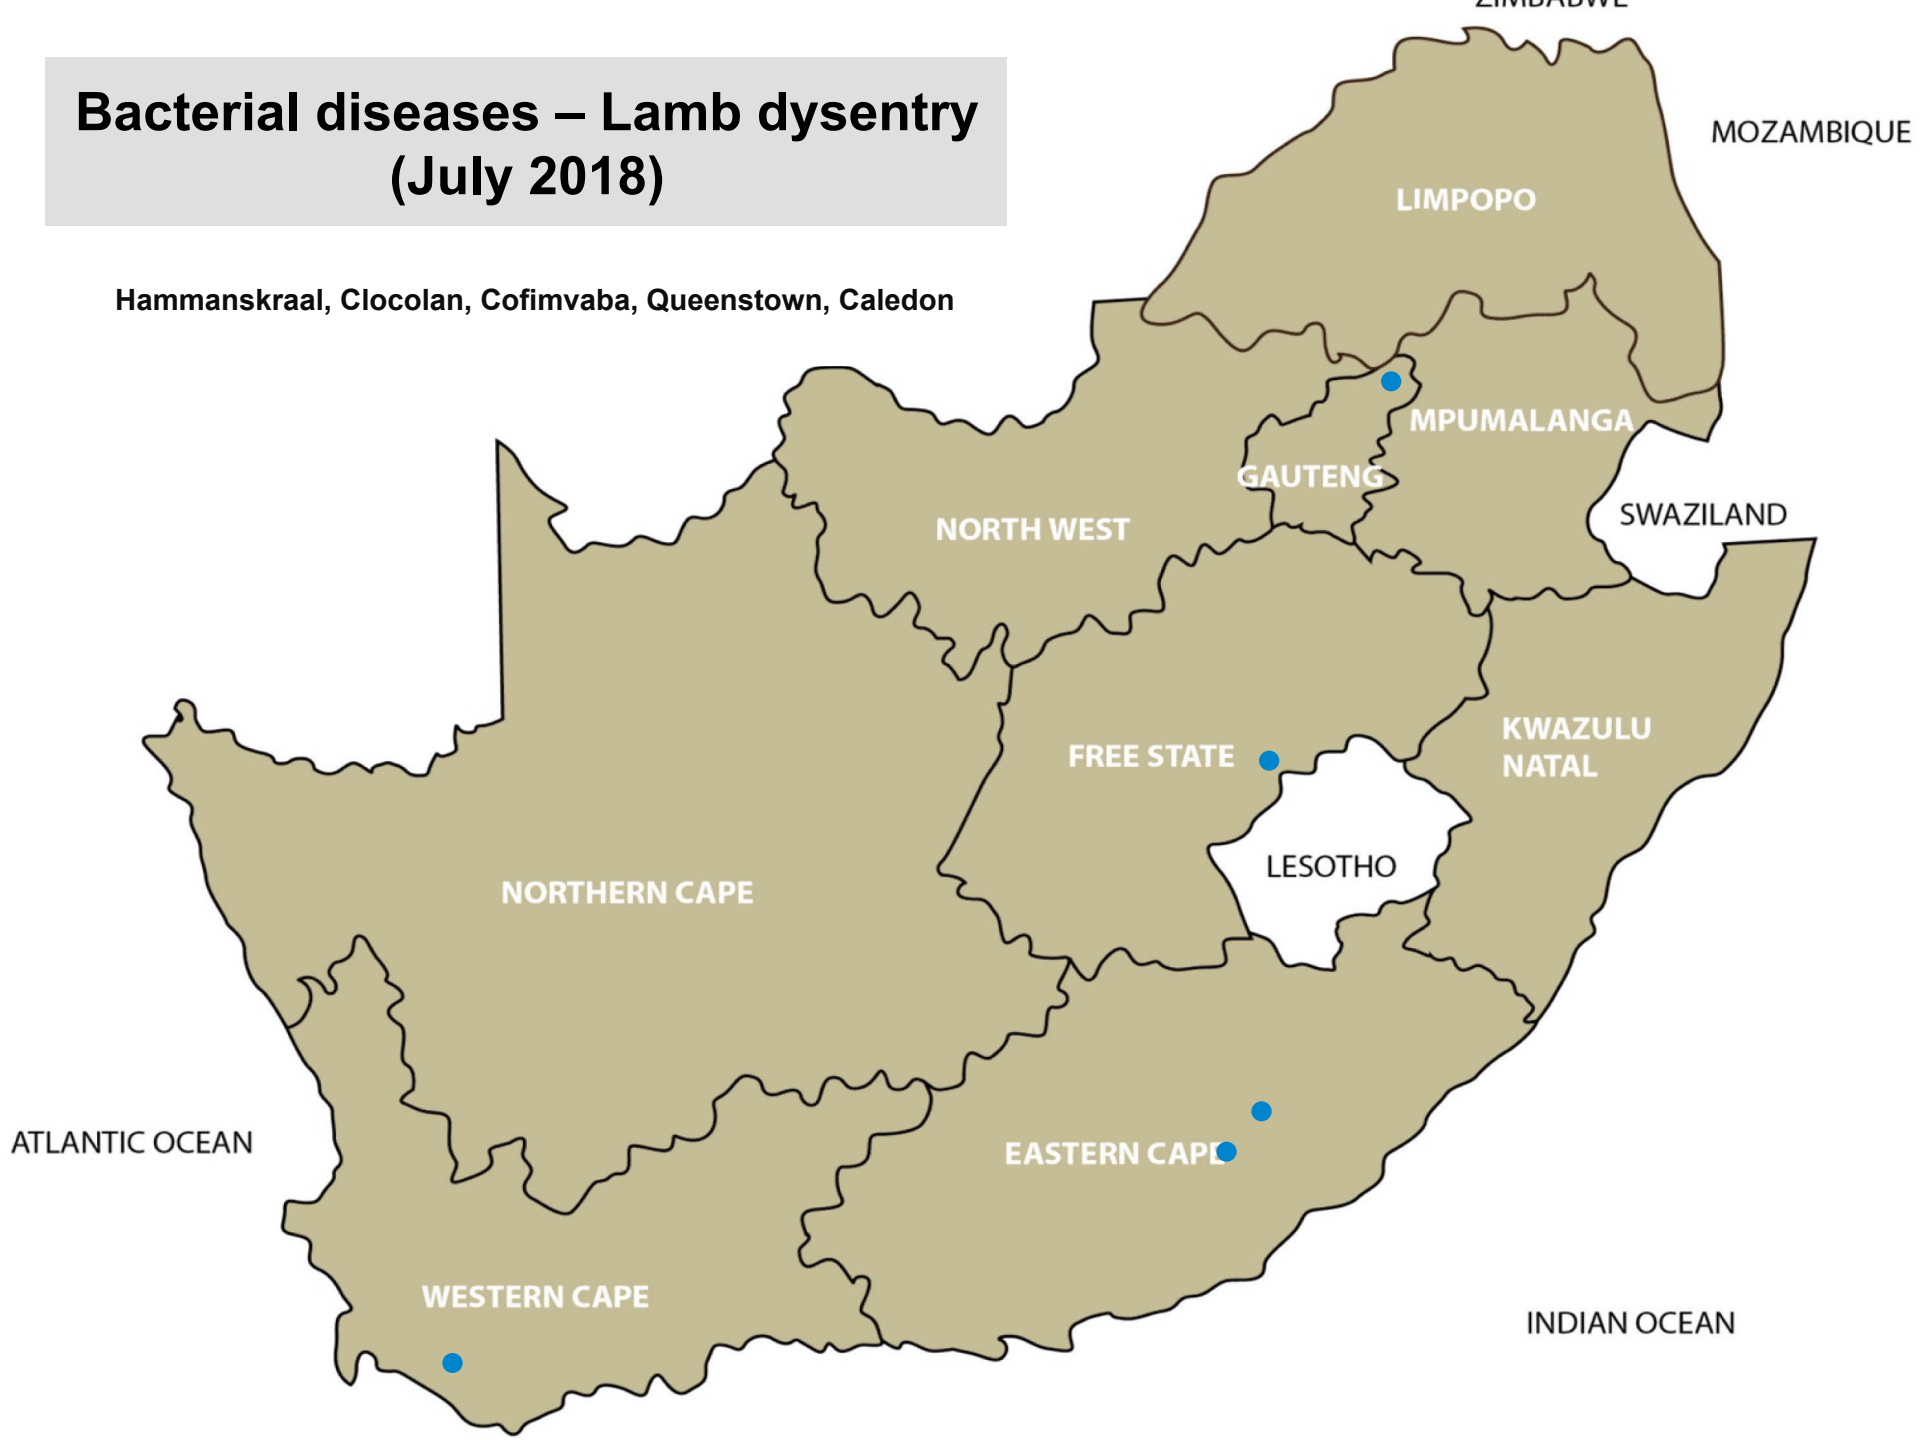 ZIMBABWE
Bacterial diseases – Lamb dysentry
(July 2018)
MOZAMBIQUE
LIMPOPO
Hammanskraal, Clocolan, Cofimvaba, Queenstown, Caledon
MPUMALANGA
GAUTENG
SWAZILAND
NORTH WEST
KWAZULU
NATAL
FREE STATE
LESOTHO
NORTHERN CAPE
ATLANTIC OCEAN
EASTERN CAPE
WESTERN CAPE
INDIAN OCEAN